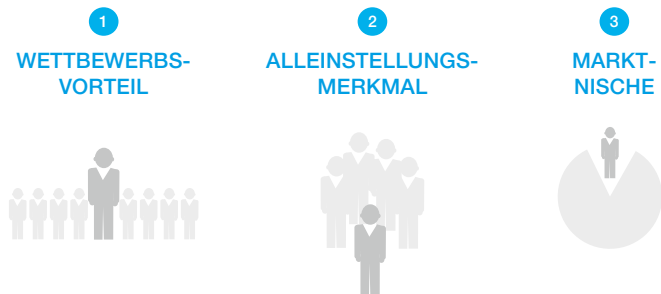 1
WETTBEWERBS-
VORTEIL
2
ALLEINSTELLUNGS-
MERKMAL
3
MARKT-
NISCHE